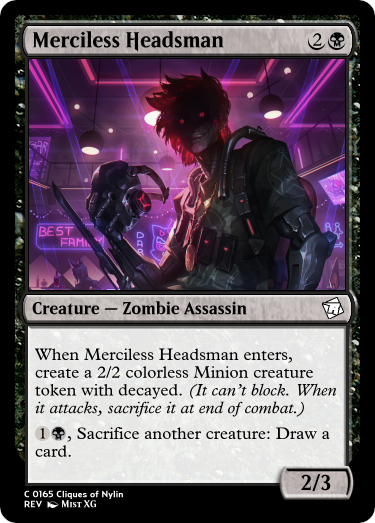 Merciless Headsman 2
BEST
FAMILY
DAB
Creature — Zombie Assassin
When Merciless Headsman enters,
create a 2/2 colorless Minion creature
token with decayed. (It can't block. When
it attacks, sacrifice it at end of combat.)
1, Sacrifice another creature: Draw a
card.
2/3
C 0165 Cliques of Nylin
REV Mist XG